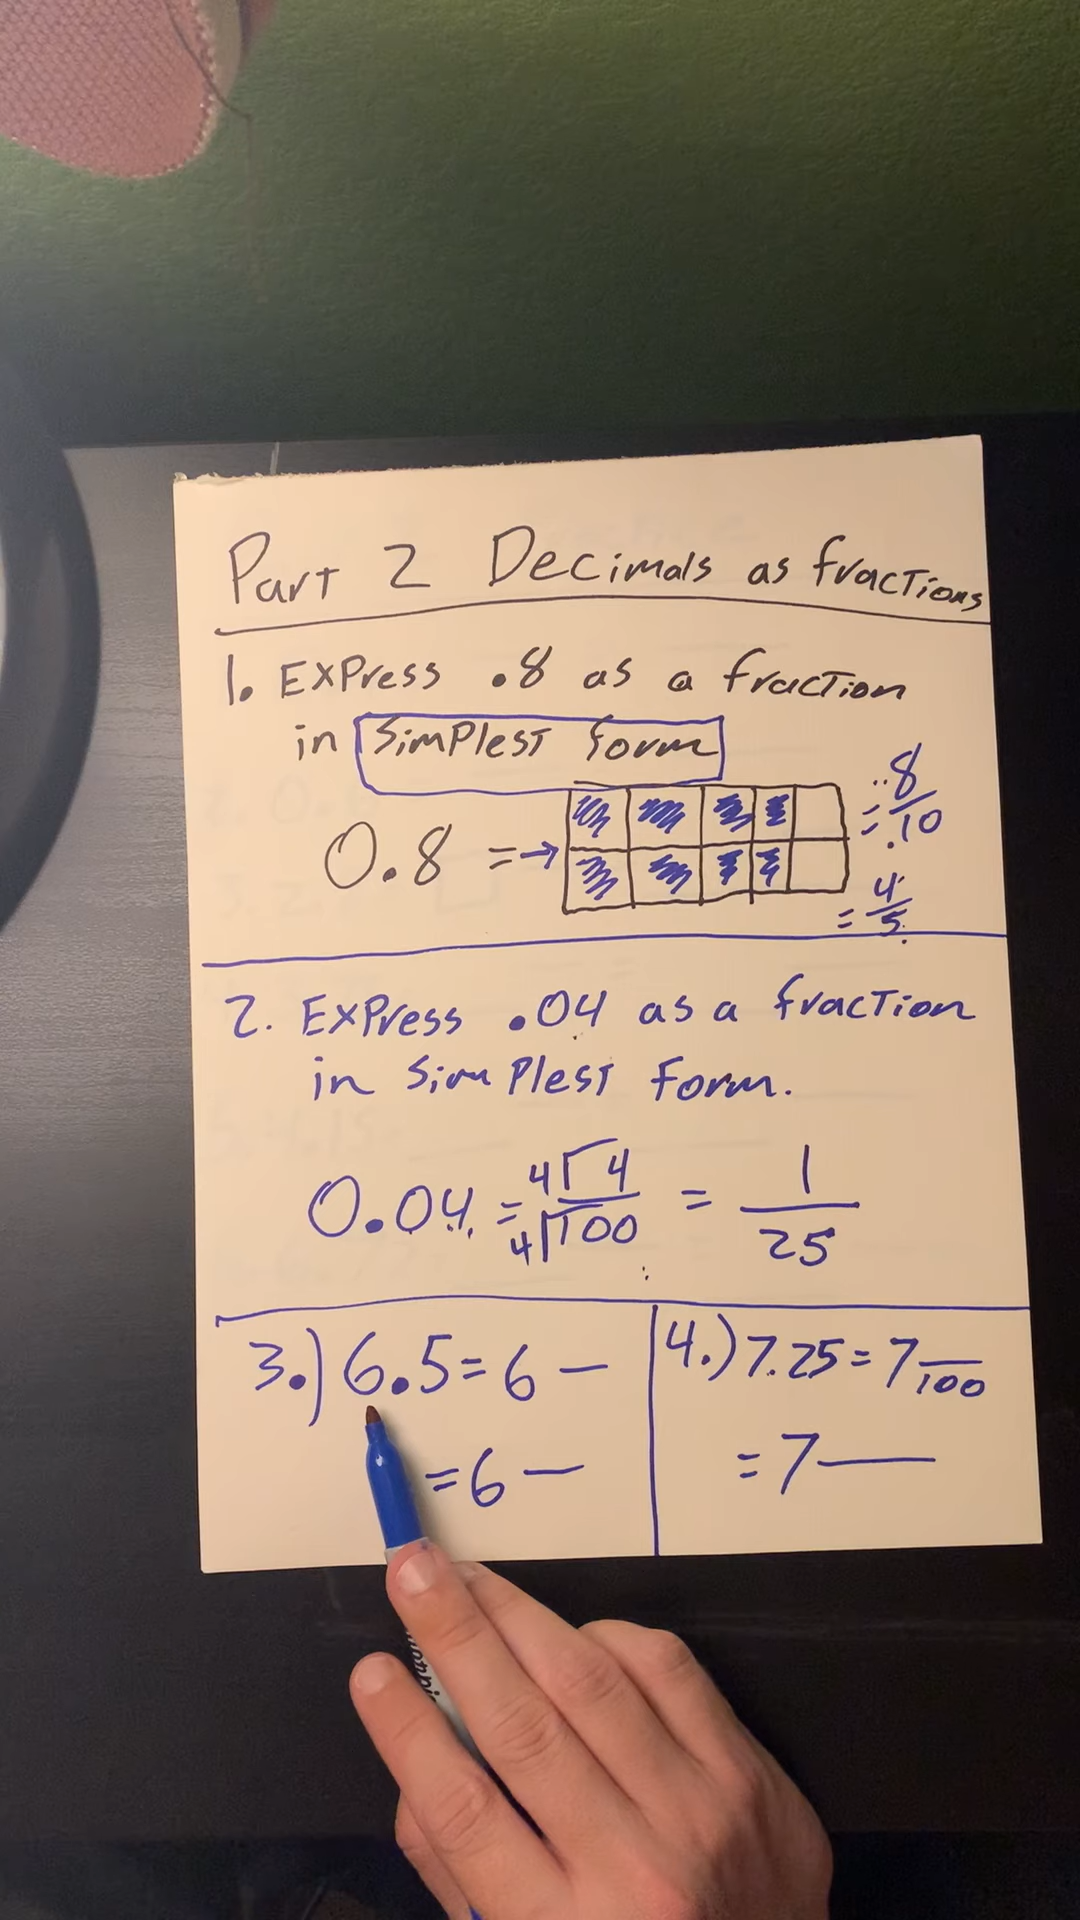 Part 2 Decimals as fractions
1. Express .8 as a fraction
in simplest form
0.8 = → = 8/10
= 4/5
2. Express .04 as a fraction
in simplest form.
0.04 = 4√4 / 4√100 = 1/25
3.) 6.5 = 6 —
= 6 —
4.) 7.25 = 7 —/100
= 7 —